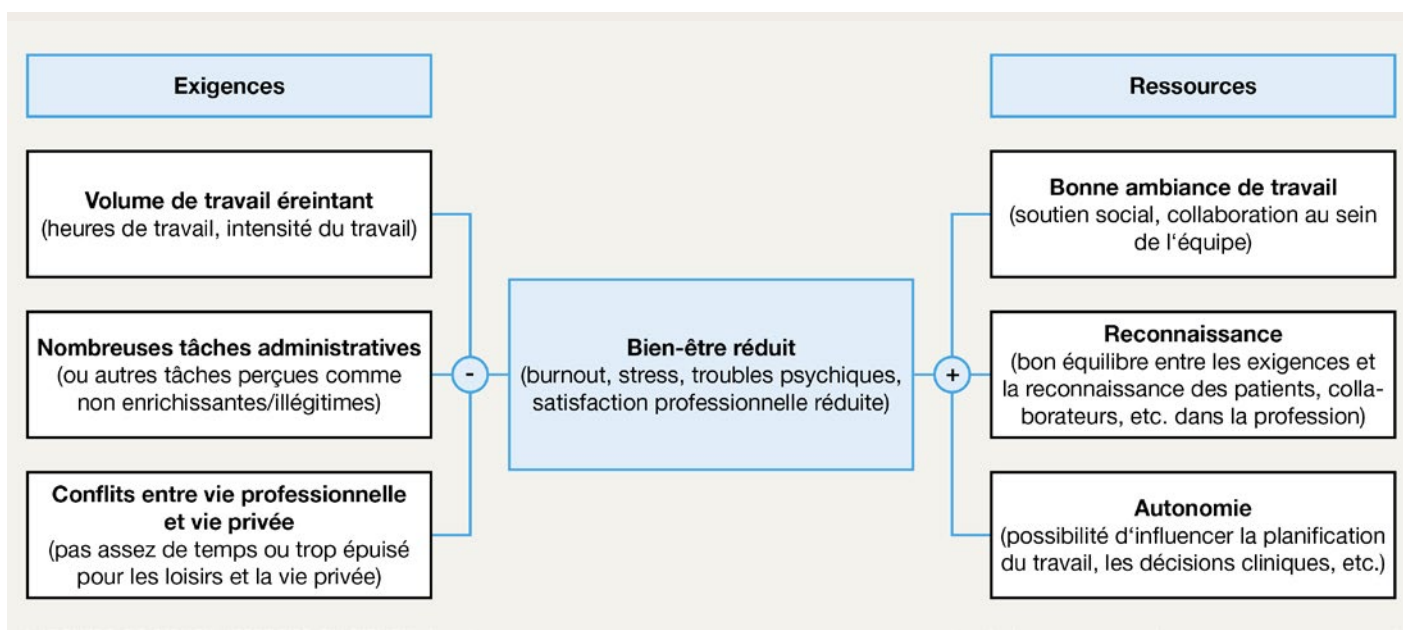 Exigences
Volume de travail éreintant
(heures de travail, intensité du travail)
Nombreuses tâches administratives
(ou autres tâches perçues comme
non enrichissantes/illégitimes)
Conflits entre vie professionnelle
et vie privée
(pas assez de temps ou trop épuisé
pour les loisirs et la vie privée)
-
Bien-être réduit
(burnout, stress, troubles psychiques,
satisfaction professionnelle réduite)
+
Ressources
Bonne ambiance de travail
(soutien social, collaboration au sein
de l‘équipe)
Reconnaissance
(bon équilibre entre les exigences et
la reconnaissance des patients, colla-
borateurs, etc. dans la profession)
Autonomie
(possibilité d‘influencer la planification
du travail, les décisions cliniques, etc.)